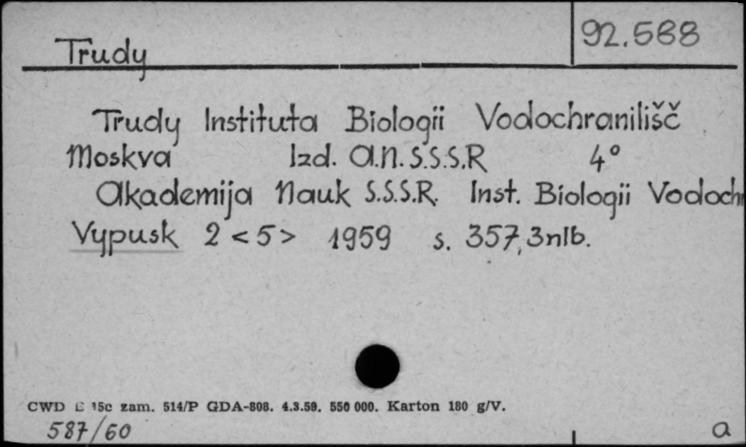 92.588
Trudy
Trudy Instituta Biologii Vodochranilišč
Moskva Izd. A.N.S.S.S.R 4°
Akademija Nauk S.S.S.R. Inst. Biologii Vodoch
Vypusk 2 <5> 1959 s. 357,3nlb.
CWD 15c zam. 514/P GDA-808. 4.3.59. 550 000. Karton 180 g/V.
587/60 a